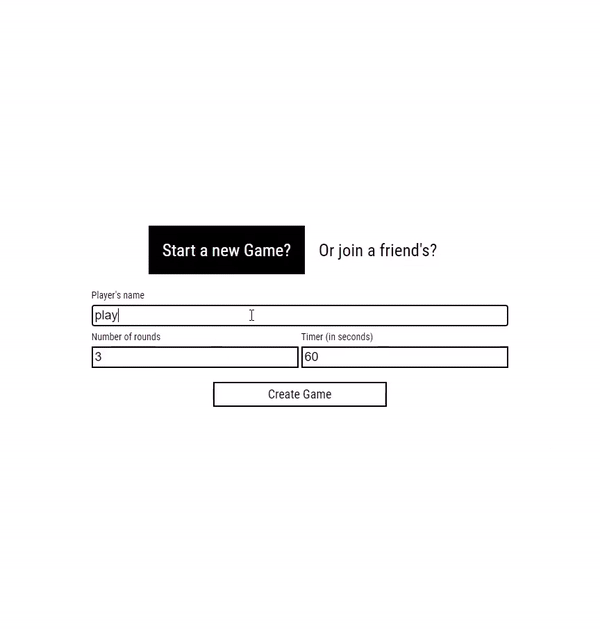 Start a new Game? Or join a friend's?
Player's name
play
Number of rounds Timer (in seconds)
3 60
Create Game